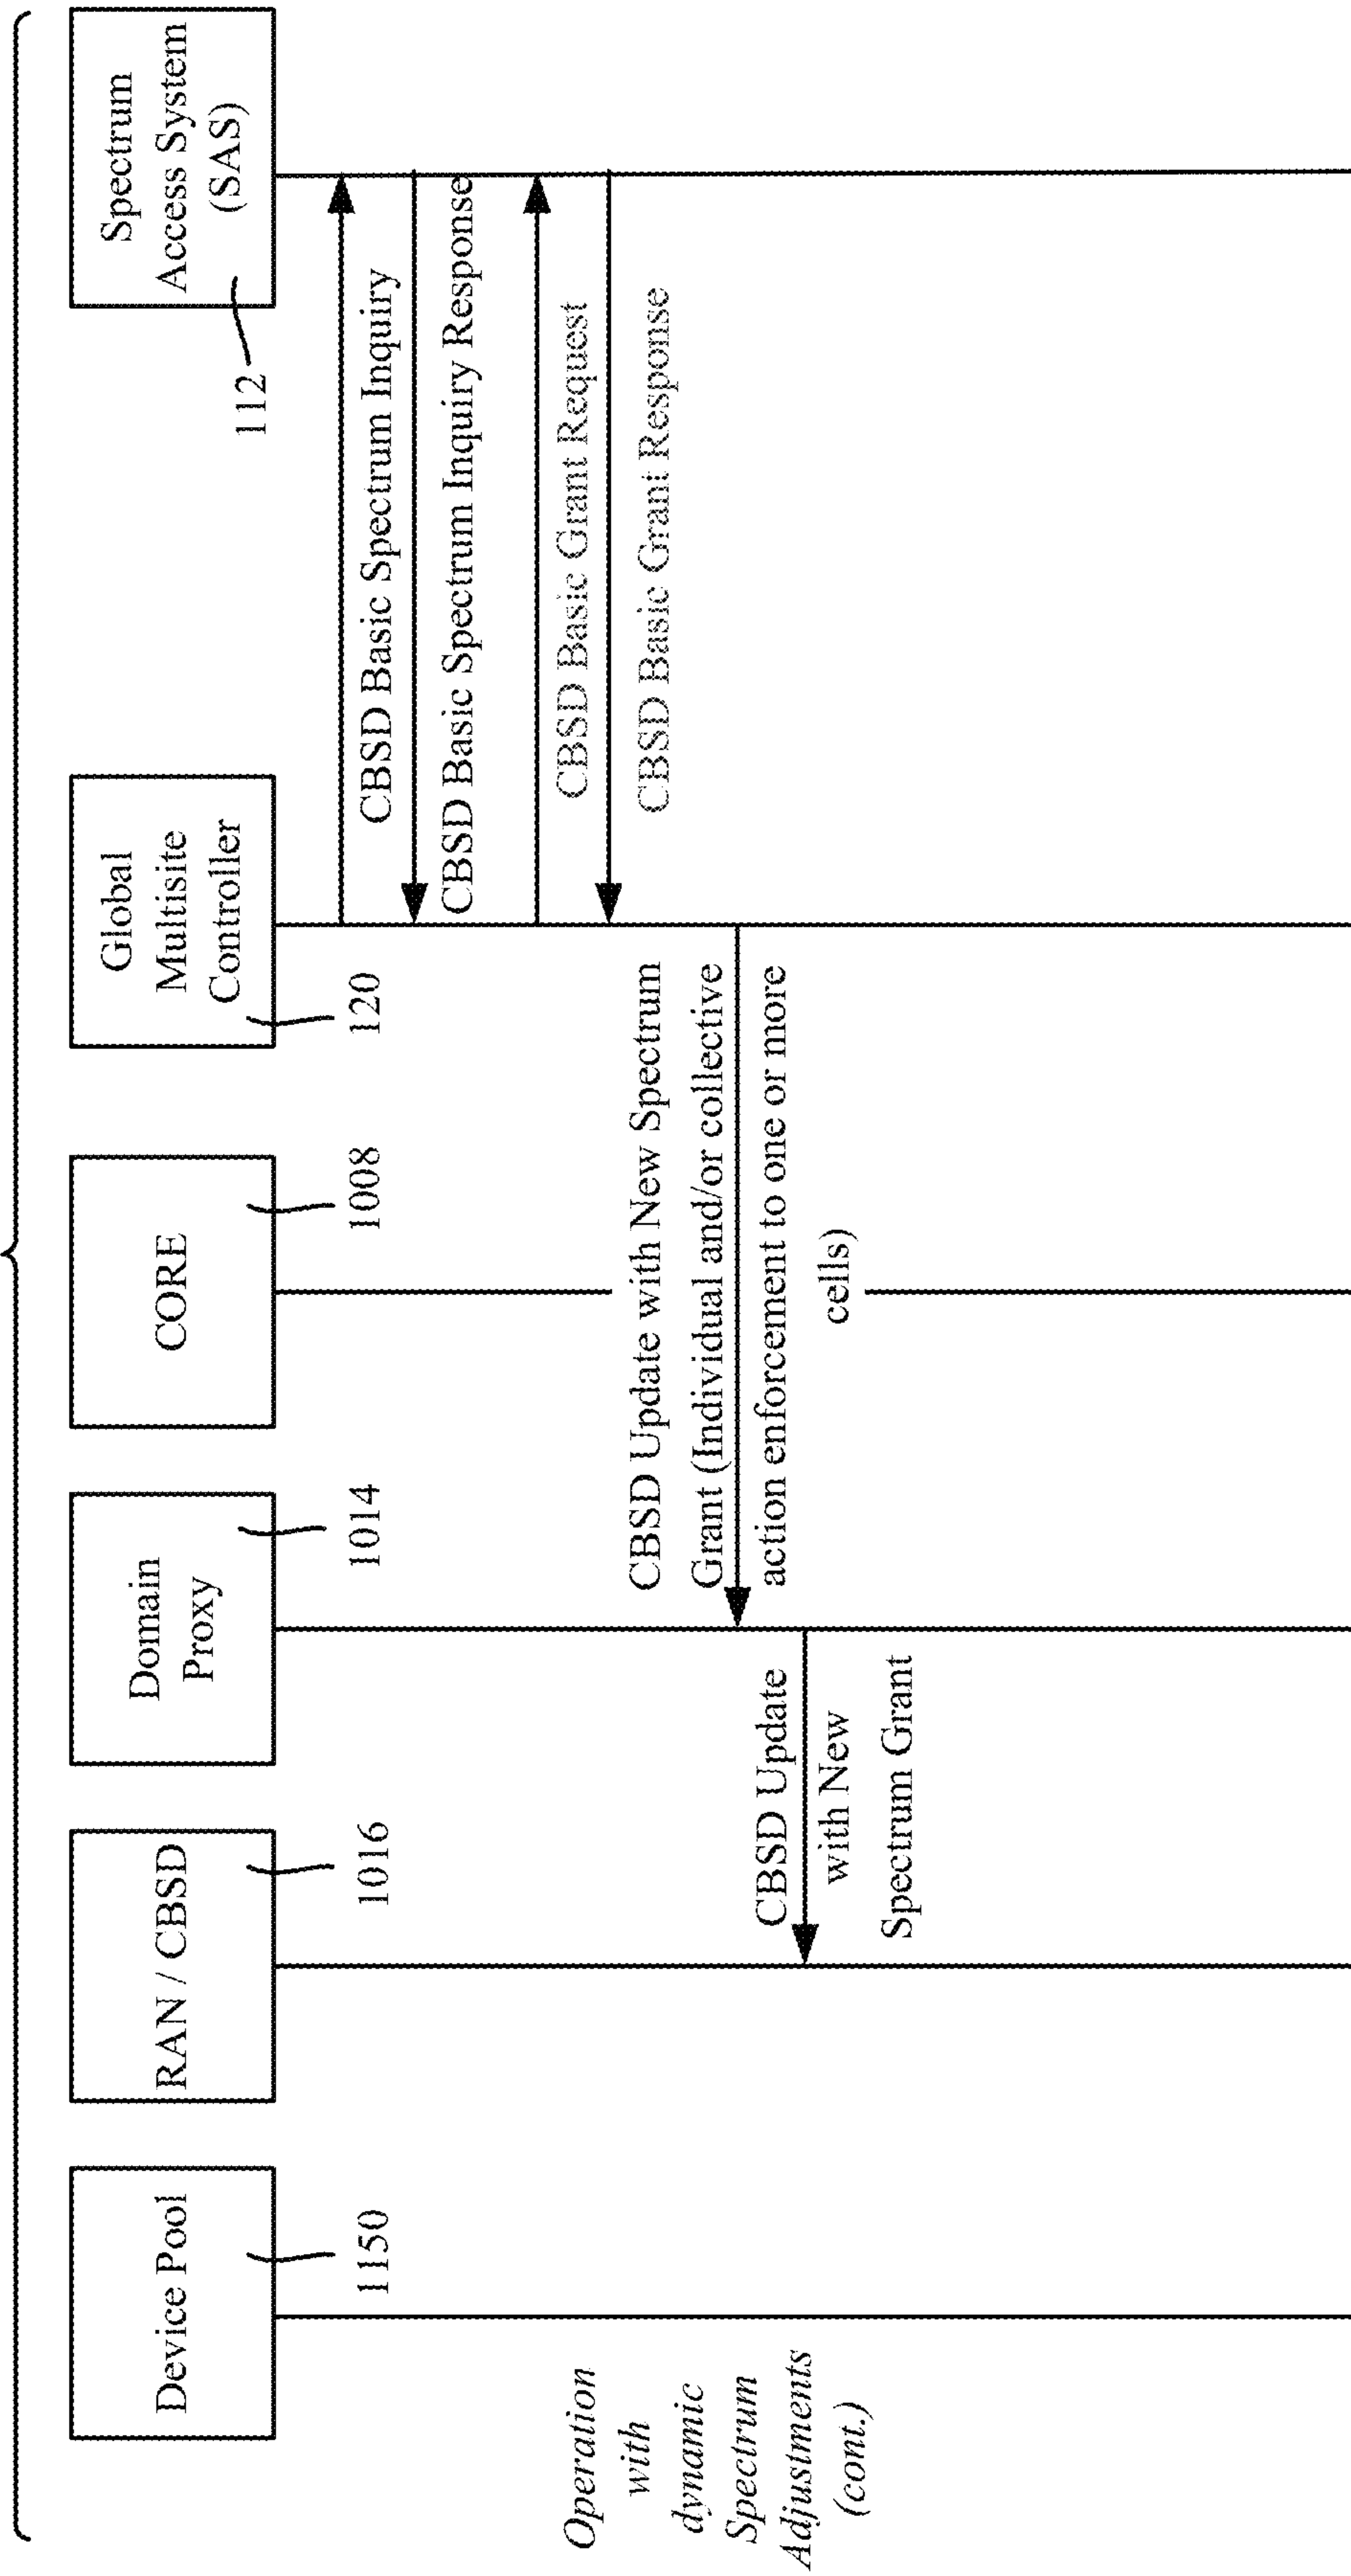 Device Pool
1150
RAN / CBSD
1016
Domain
Proxy
1014
CORE
1008
Global
Multisite
Controller
120
Spectrum
Access System
(SAS)
112
CBSD Basic Spectrum Inquiry
CBSD Basic Spectrum Inquiry Response
CBSD Basic Grant Request
CBSD Basic Grant Response
CBSD Update with New Spectrum
Grant (Individual and/or collective
action enforcement to one or more
cells)
CBSD Update
with New
Spectrum Grant
Operation
with
dynamic
Spectrum
Adjustments
(cont.)